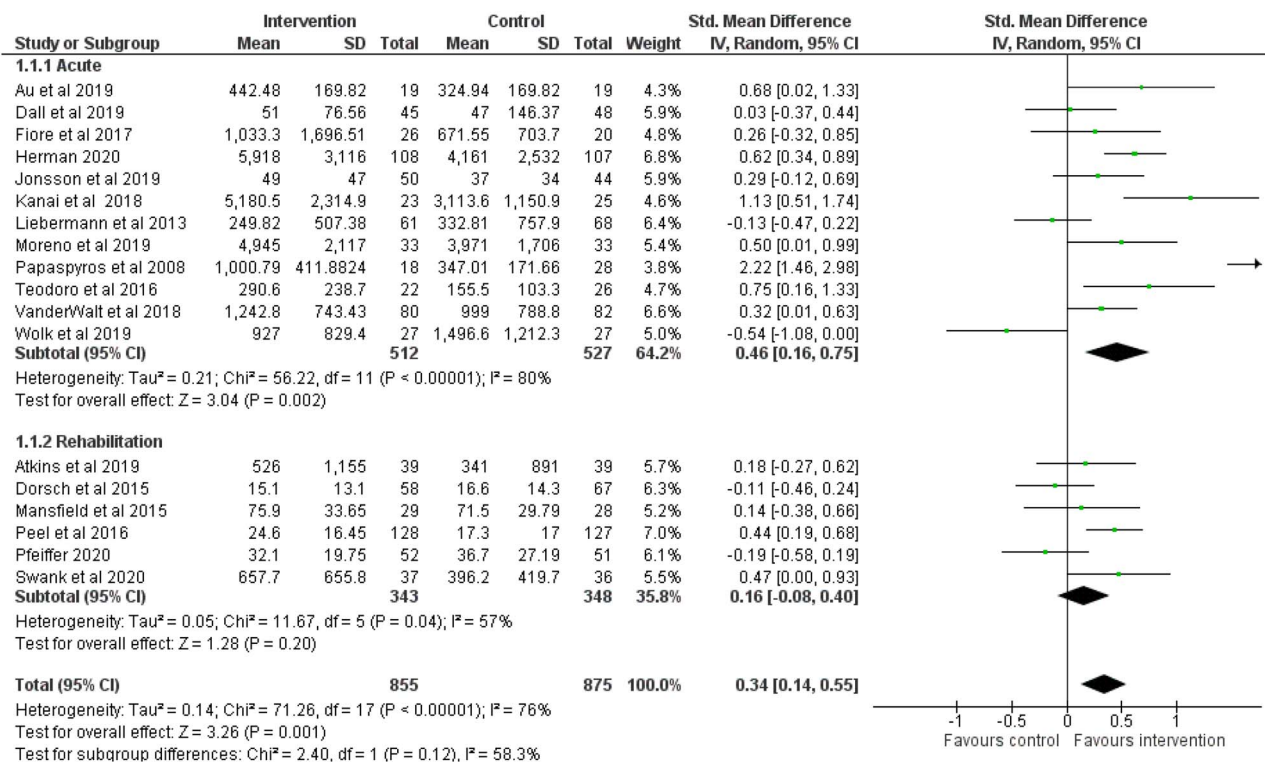 Intervention Control Std. Mean Difference Std. Mean Difference
Study or Subgroup Mean SD Total Mean SD Total Weight IV, Random, 95% CI IV, Random, 95% CI
1.1.1 Acute
Au et al 2019 442.48 169.82 19 324.94 169.82 19 4.3% 0.68 [0.02, 1.33]
Dall et al 2019 51 76.56 45 47 146.37 48 5.9% 0.03 [-0.37, 0.44]
Fiore et al 2017 1,033.3 1,696.51 26 671.55 703.7 20 4.8% 0.26 [-0.32, 0.85]
Herman 2020 5,918 3,116 108 4,161 2,532 107 6.8% 0.62 [0.34, 0.89]
Jonsson et al 2019 49 47 50 37 34 44 5.9% 0.29 [-0.12, 0.69]
Kanai et al 2018 5,180.5 2,314.9 23 3,113.6 1,150.9 25 4.6% 1.13 [0.51, 1.74]
Liebermann et al 2013 249.82 507.38 61 332.81 757.9 68 6.4% -0.13 [-0.47, 0.22]
Moreno et al 2019 4,945 2,117 33 3,971 1,706 33 5.4% 0.50 [0.01, 0.99]
Papaspyros et al 2008 1,000.79 411.8824 18 347.01 171.66 28 3.8% 2.22 [1.46, 2.98]
Teodoro et al 2016 290.6 238.7 22 155.5 103.3 26 4.7% 0.75 [0.16, 1.33]
VanderWalt et al 2018 1,242.8 743.43 80 999 788.8 82 6.6% 0.32 [0.01, 0.63]
Wolk et al 2019 927 829.4 27 1,496.6 1,212.3 27 5.0% -0.54 [-1.08, 0.00]
Subtotal (95% CI) 512 527 64.2% 0.46 [0.16, 0.75]
Heterogeneity: Tau² = 0.21; Chi² = 56.22, df = 11 (P < 0.00001); I² = 80%
Test for overall effect: Z = 3.04 (P = 0.002)
1.1.2 Rehabilitation
Atkins et al 2019 526 1,155 39 341 891 39 5.7% 0.18 [-0.27, 0.62]
Dorsch et al 2015 15.1 13.1 58 16.6 14.3 67 6.3% -0.11 [-0.46, 0.24]
Mansfield et al 2015 75.9 33.65 29 71.5 29.79 28 5.2% 0.14 [-0.38, 0.66]
Peel et al 2016 24.6 16.45 128 17.3 17 127 7.0% 0.44 [0.19, 0.68]
Pfeiffer 2020 32.1 19.75 52 36.7 27.19 51 6.1% -0.19 [-0.58, 0.19]
Swank et al 2020 657.7 655.8 37 396.2 419.7 36 5.5% 0.47 [0.00, 0.93]
Subtotal (95% CI) 343 348 35.8% 0.16 [-0.08, 0.40]
Heterogeneity: Tau² = 0.05; Chi² = 11.67, df = 5 (P = 0.04); I² = 57%
Test for overall effect: Z = 1.28 (P = 0.20)
Total (95% CI) 855 875 100.0% 0.34 [0.14, 0.55]
Heterogeneity: Tau² = 0.14; Chi² = 71.26, df = 17 (P < 0.00001); I² = 76%
Test for overall effect: Z = 3.26 (P = 0.001)
Test for subgroup differences: Chi² = 2.40, df = 1 (P = 0.12), I² = 58.3%
-1 -0.5 0 0.5 1
Favours control Favours intervention